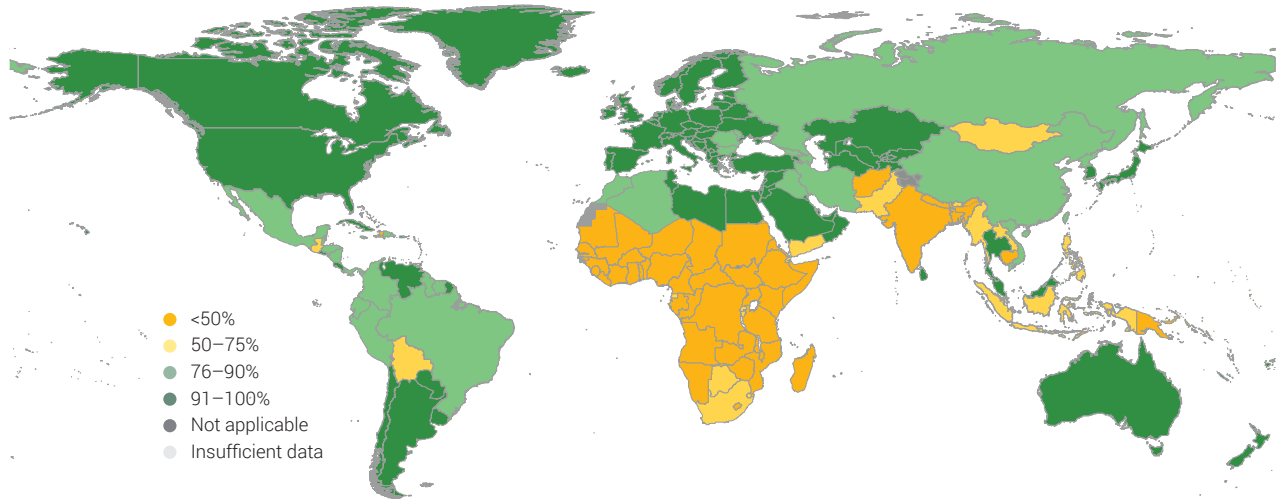 <50%
50–75%
76–90%
91–100%
Not applicable
Insufficient data